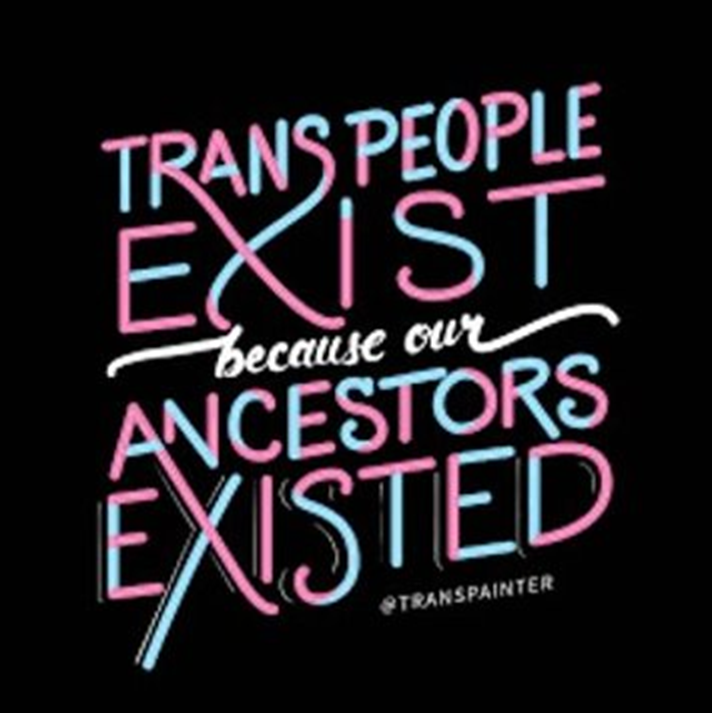 TRANS PEOPLE
EXIST
because our
ANCESTORS
EXISTED
@TRANSPAINTER